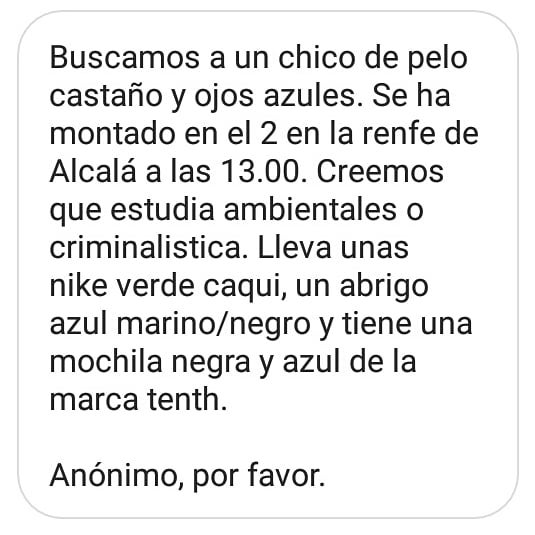 Buscamos a un chico de pelo
castaño y ojos azules. Se ha
montado en el 2 en la renfe de
Alcalá a las 13.00. Creemos
que estudia ambientales o
criminalistica. Lleva unas
nike verde caqui, un abrigo
azul marino/negro y tiene una
mochila negra y azul de la
marca tenth.
Anónimo, por favor.